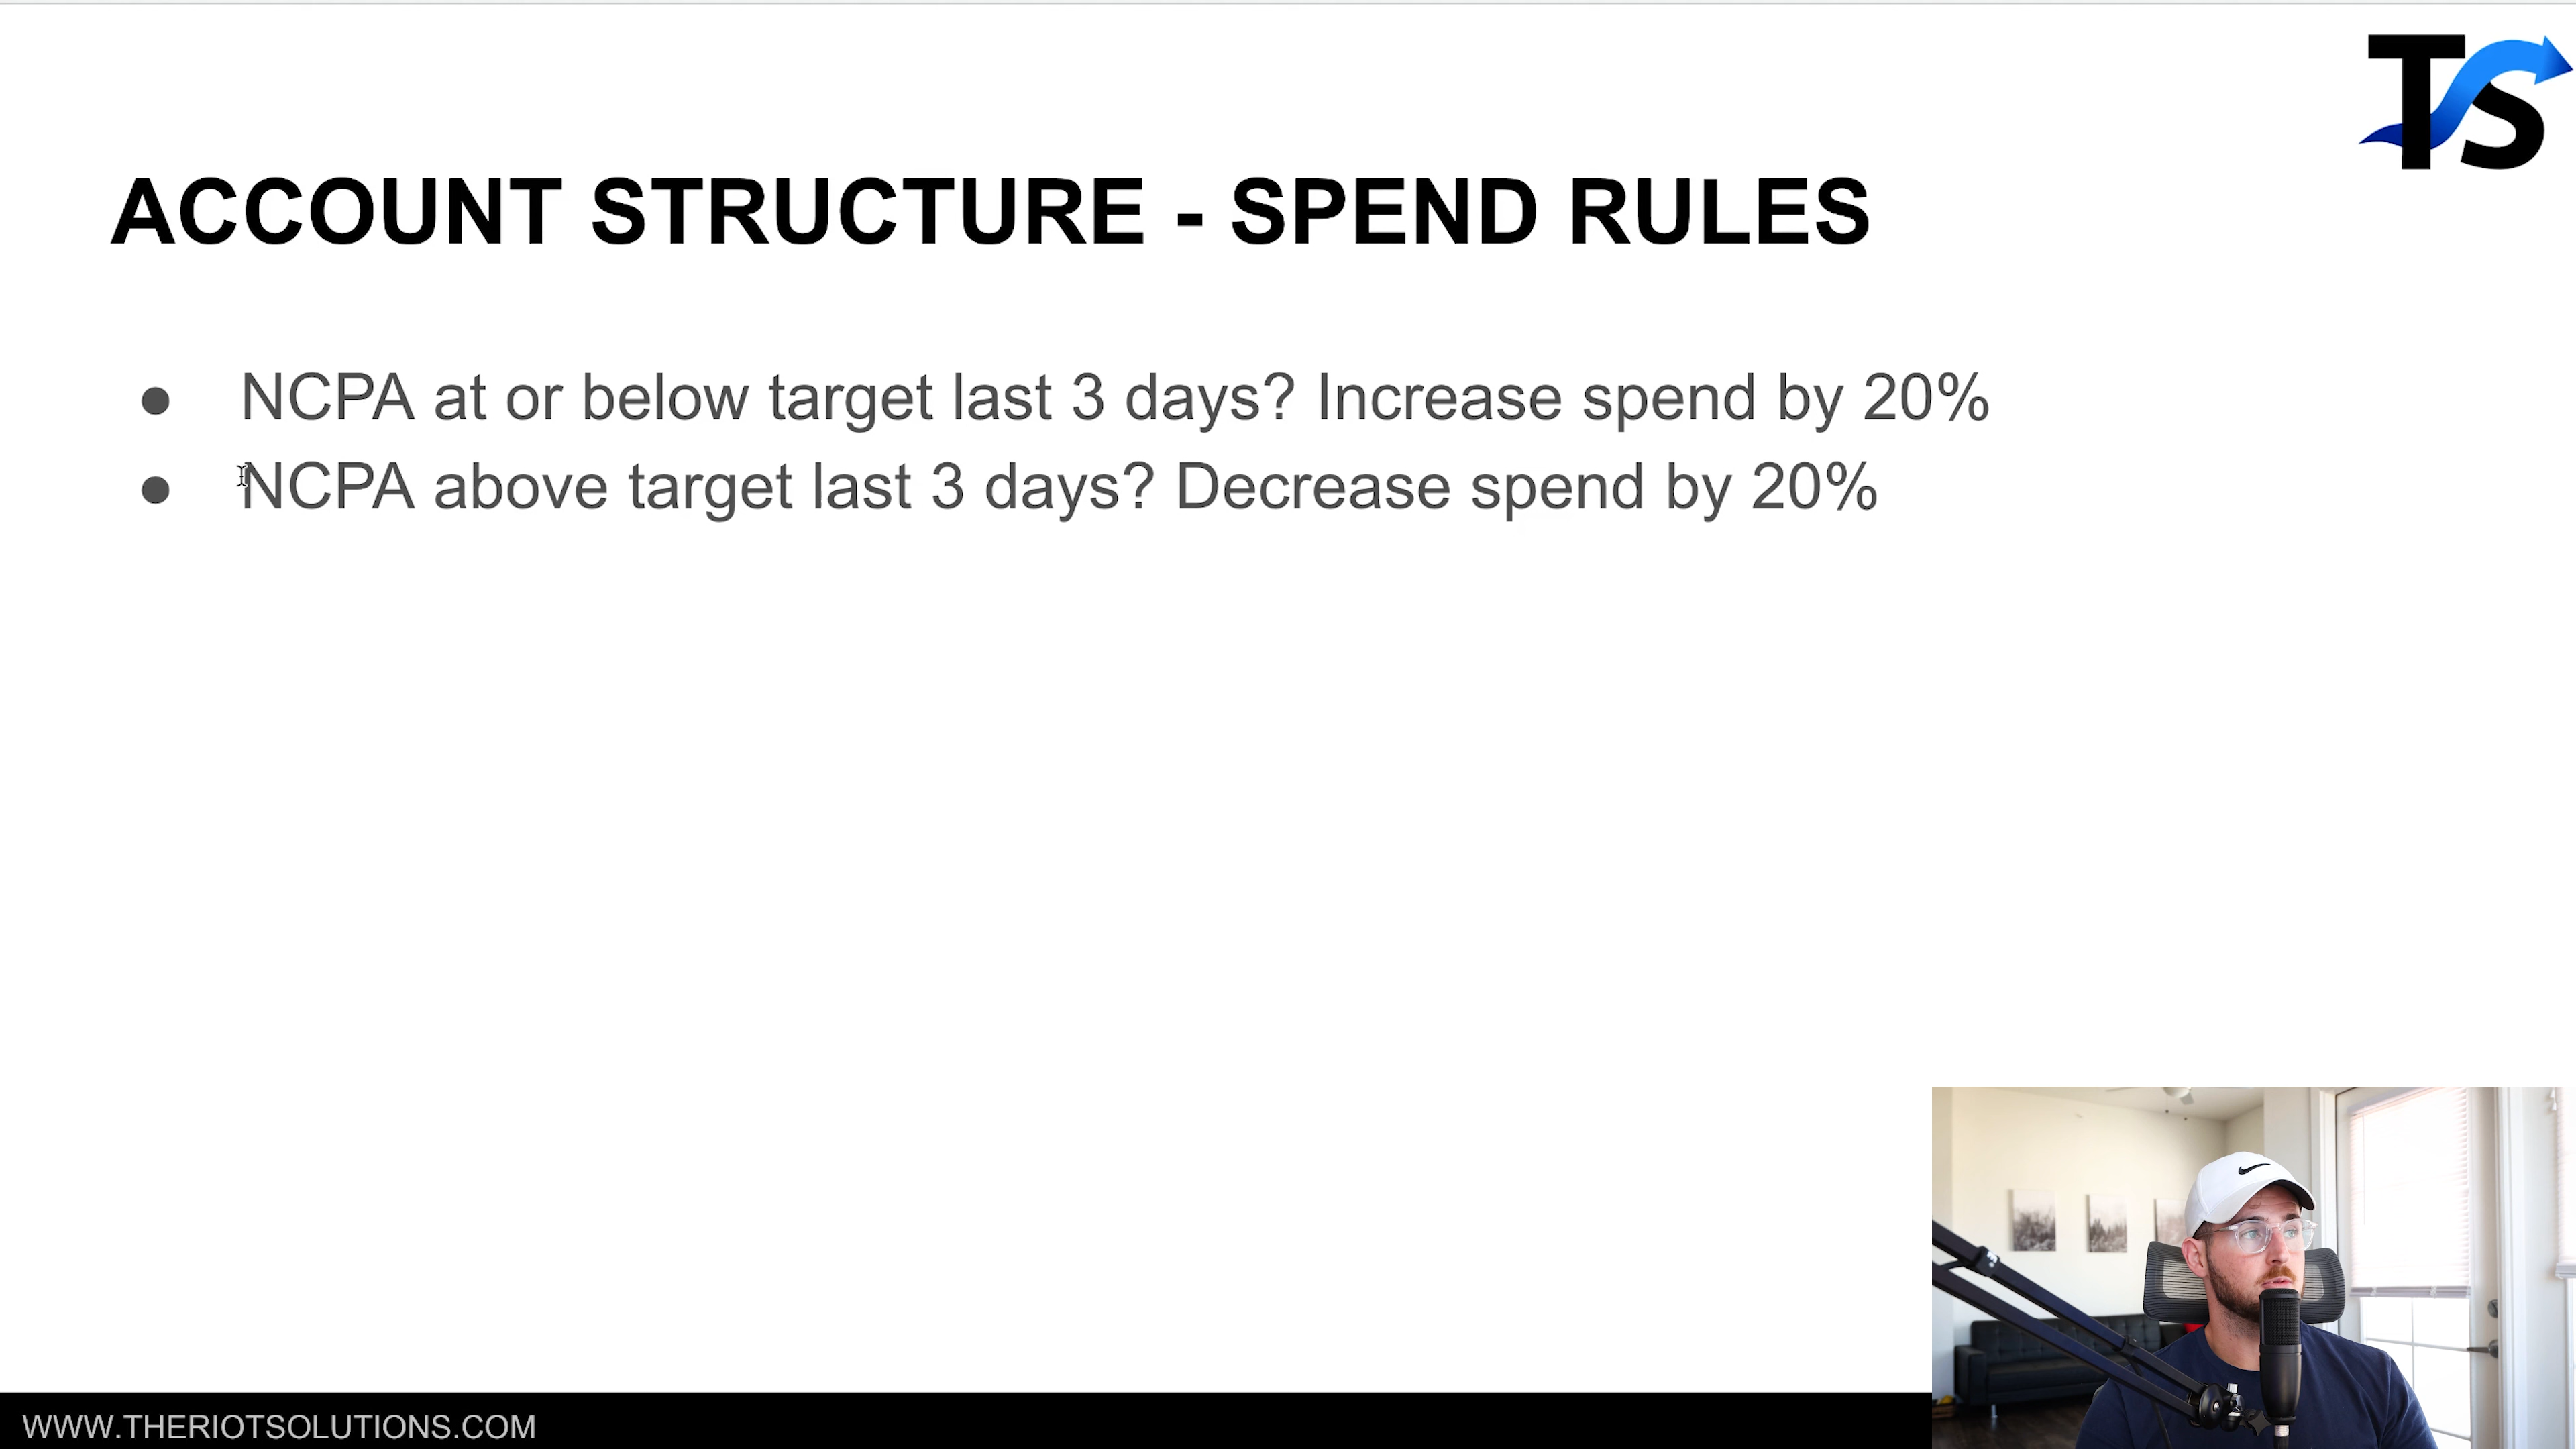 TS
ACCOUNT STRUCTURE - SPEND RULES
● NCPA at or below target last 3 days? Increase spend by 20%
● NCPA above target last 3 days? Decrease spend by 20%
WWW.THERIOTSOLUTIONS.COM